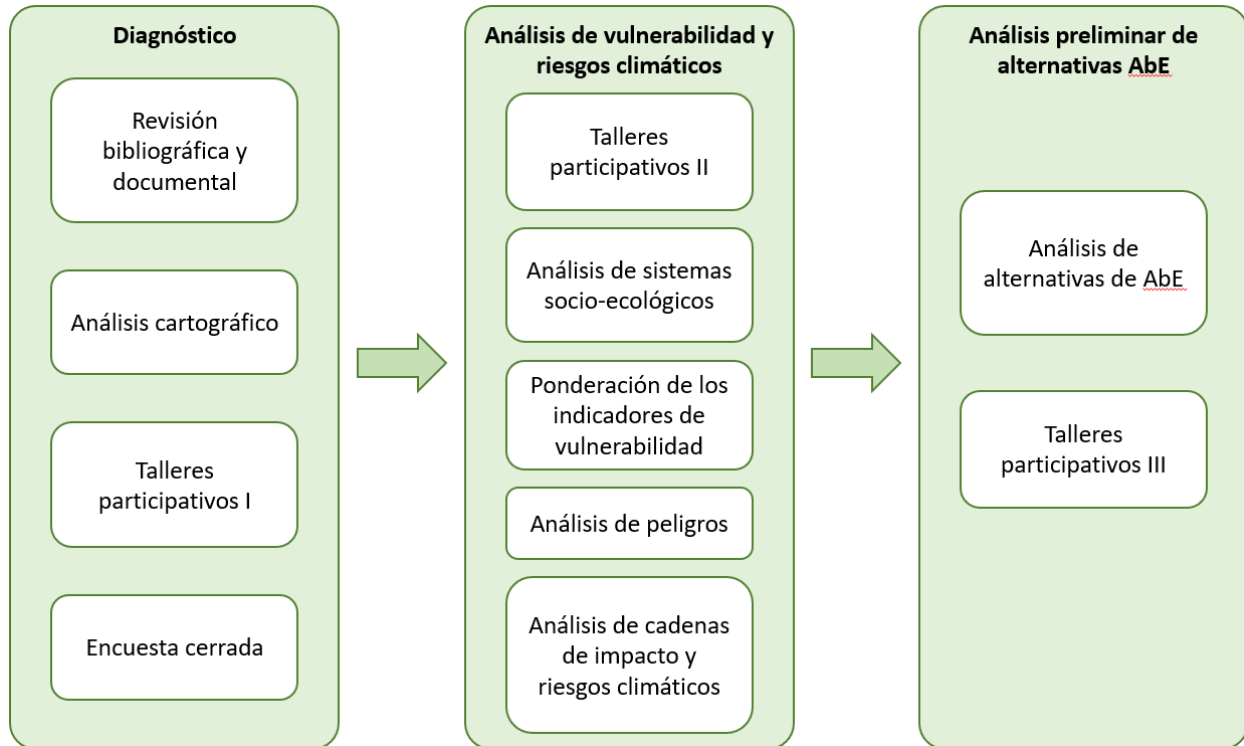 Diagnóstico
Revisión
bibliográfica y
documental
Análisis cartográfico
Talleres
participativos I
Encuesta cerrada
Análisis de vulnerabilidad y
riesgos climáticos
Talleres
participativos II
Análisis de sistemas
socio-ecológicos
Ponderación de los
indicadores de
vulnerabilidad
Análisis de peligros
Análisis de cadenas
de impacto y
riesgos climáticos
Análisis preliminar de
alternativas AbE
Análisis de
alternativas de AbE
Talleres
participativos III